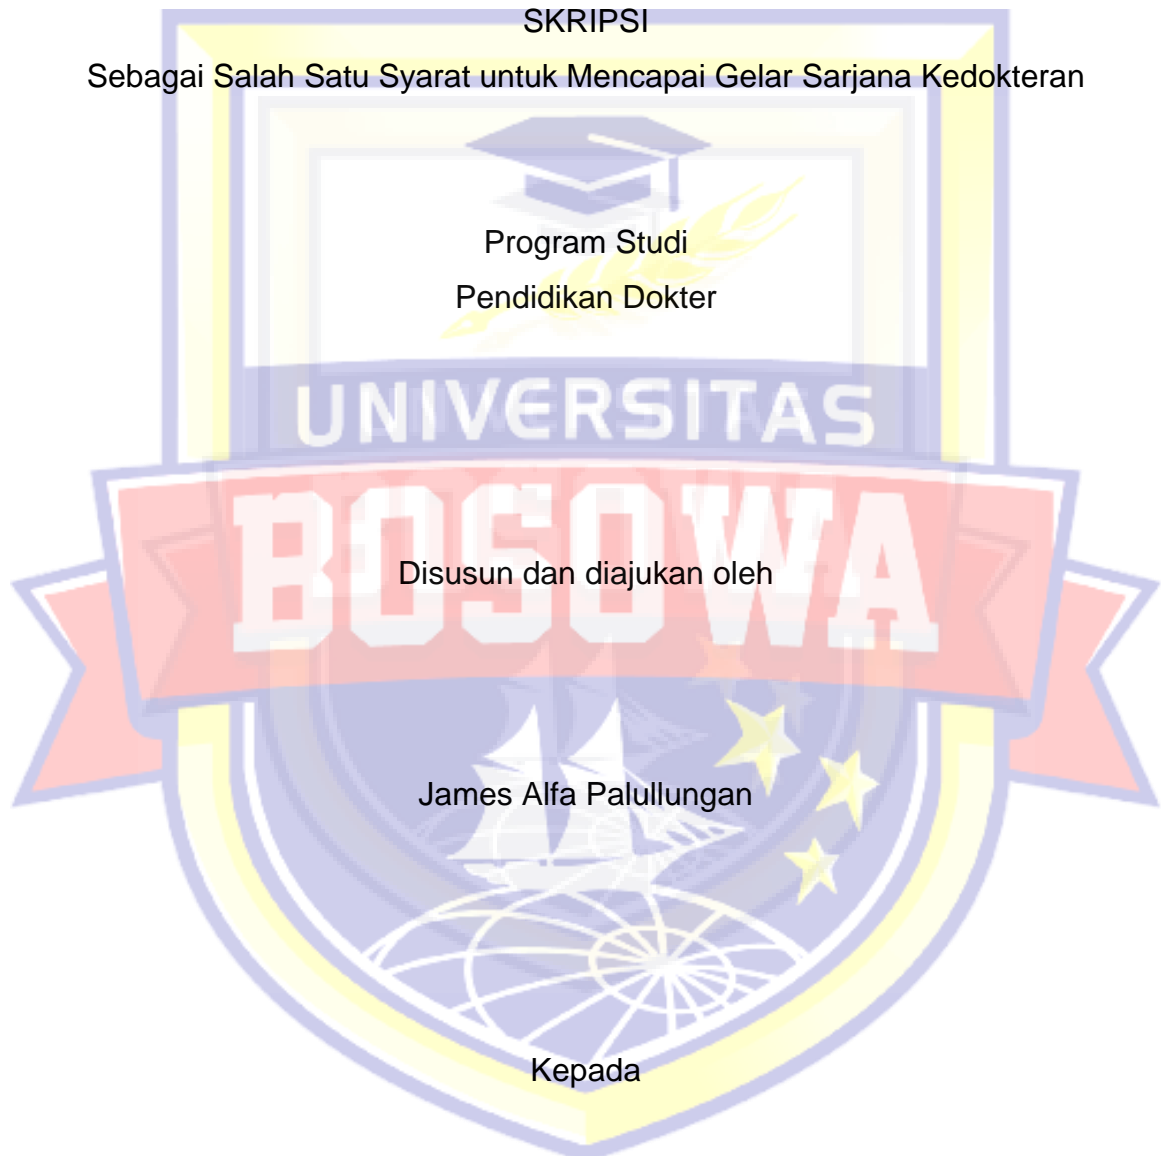 SKRIPSI
Sebagai Salah Satu Syarat untuk Mencapai Gelar Sarjana Kedokteran
Program Studi
Pendidikan Dokter
UNIVERSITAS
BOSOWA
Disusun dan diajukan oleh
James Alfa Palullungan
Kepada